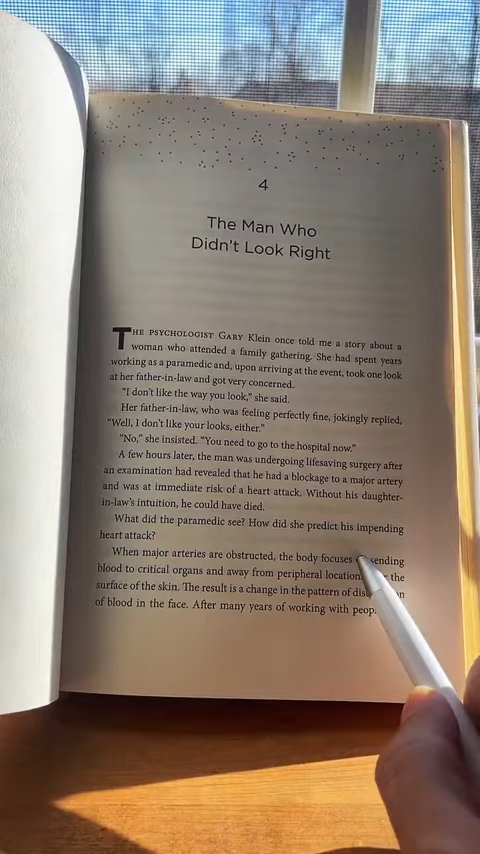 4
The Man Who
Didn't Look Right
THE PSYCHOLOGIST GARY Klein once told me a story about a
woman who attended a family gathering. She had spent years
working as a paramedic and, upon arriving at the event, took one look
at her father-in-law and got very concerned.
"I don't like the way you look," she said.
Her father-in-law, who was feeling perfectly fine, jokingly replied,
"Well, I don't like your looks, either."
"No," she insisted. "You need to go to the hospital now."
A few hours later, the man was undergoing lifesaving surgery after
an examination had revealed that he had a blockage to a major artery
and was at immediate risk of a heart attack. Without his daughter-
in-law's intuition, he could have died.
What did the paramedic see? How did she predict his impending
heart attack?
When major arteries are obstructed, the body focuses
blood to critical organs and away from peripheral the
surface of the skin. The result is a change in the pattern of
of blood in the face. After many years of working with